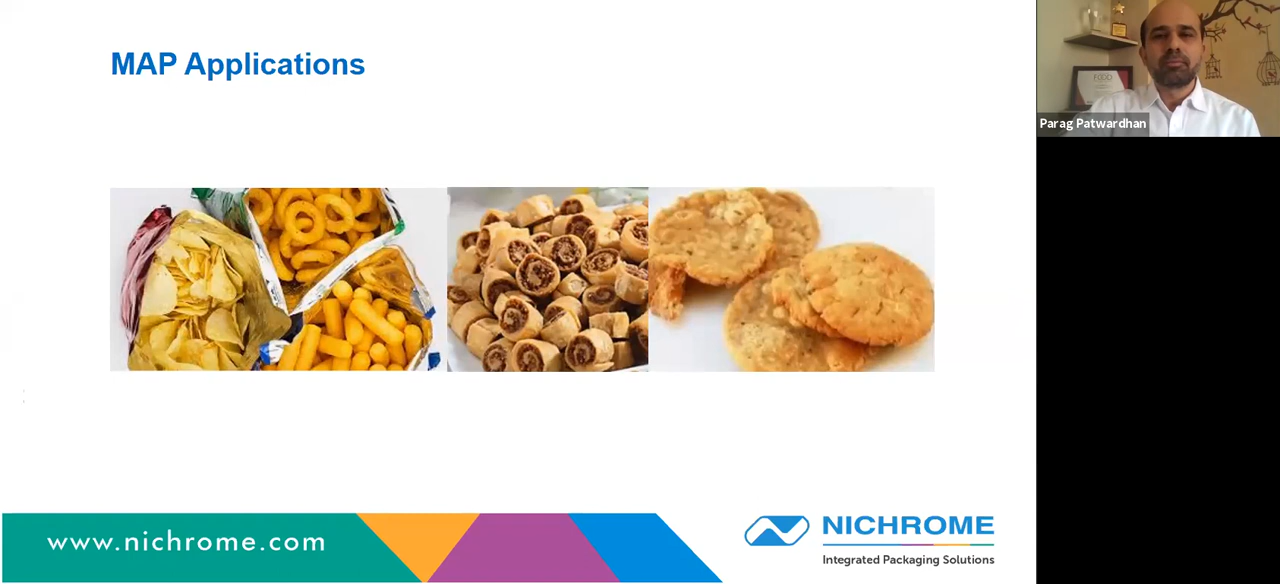 MAP Applications
Parag Patwardhan
www.nichrome.com
NICHROME
Integrated Packaging Solutions